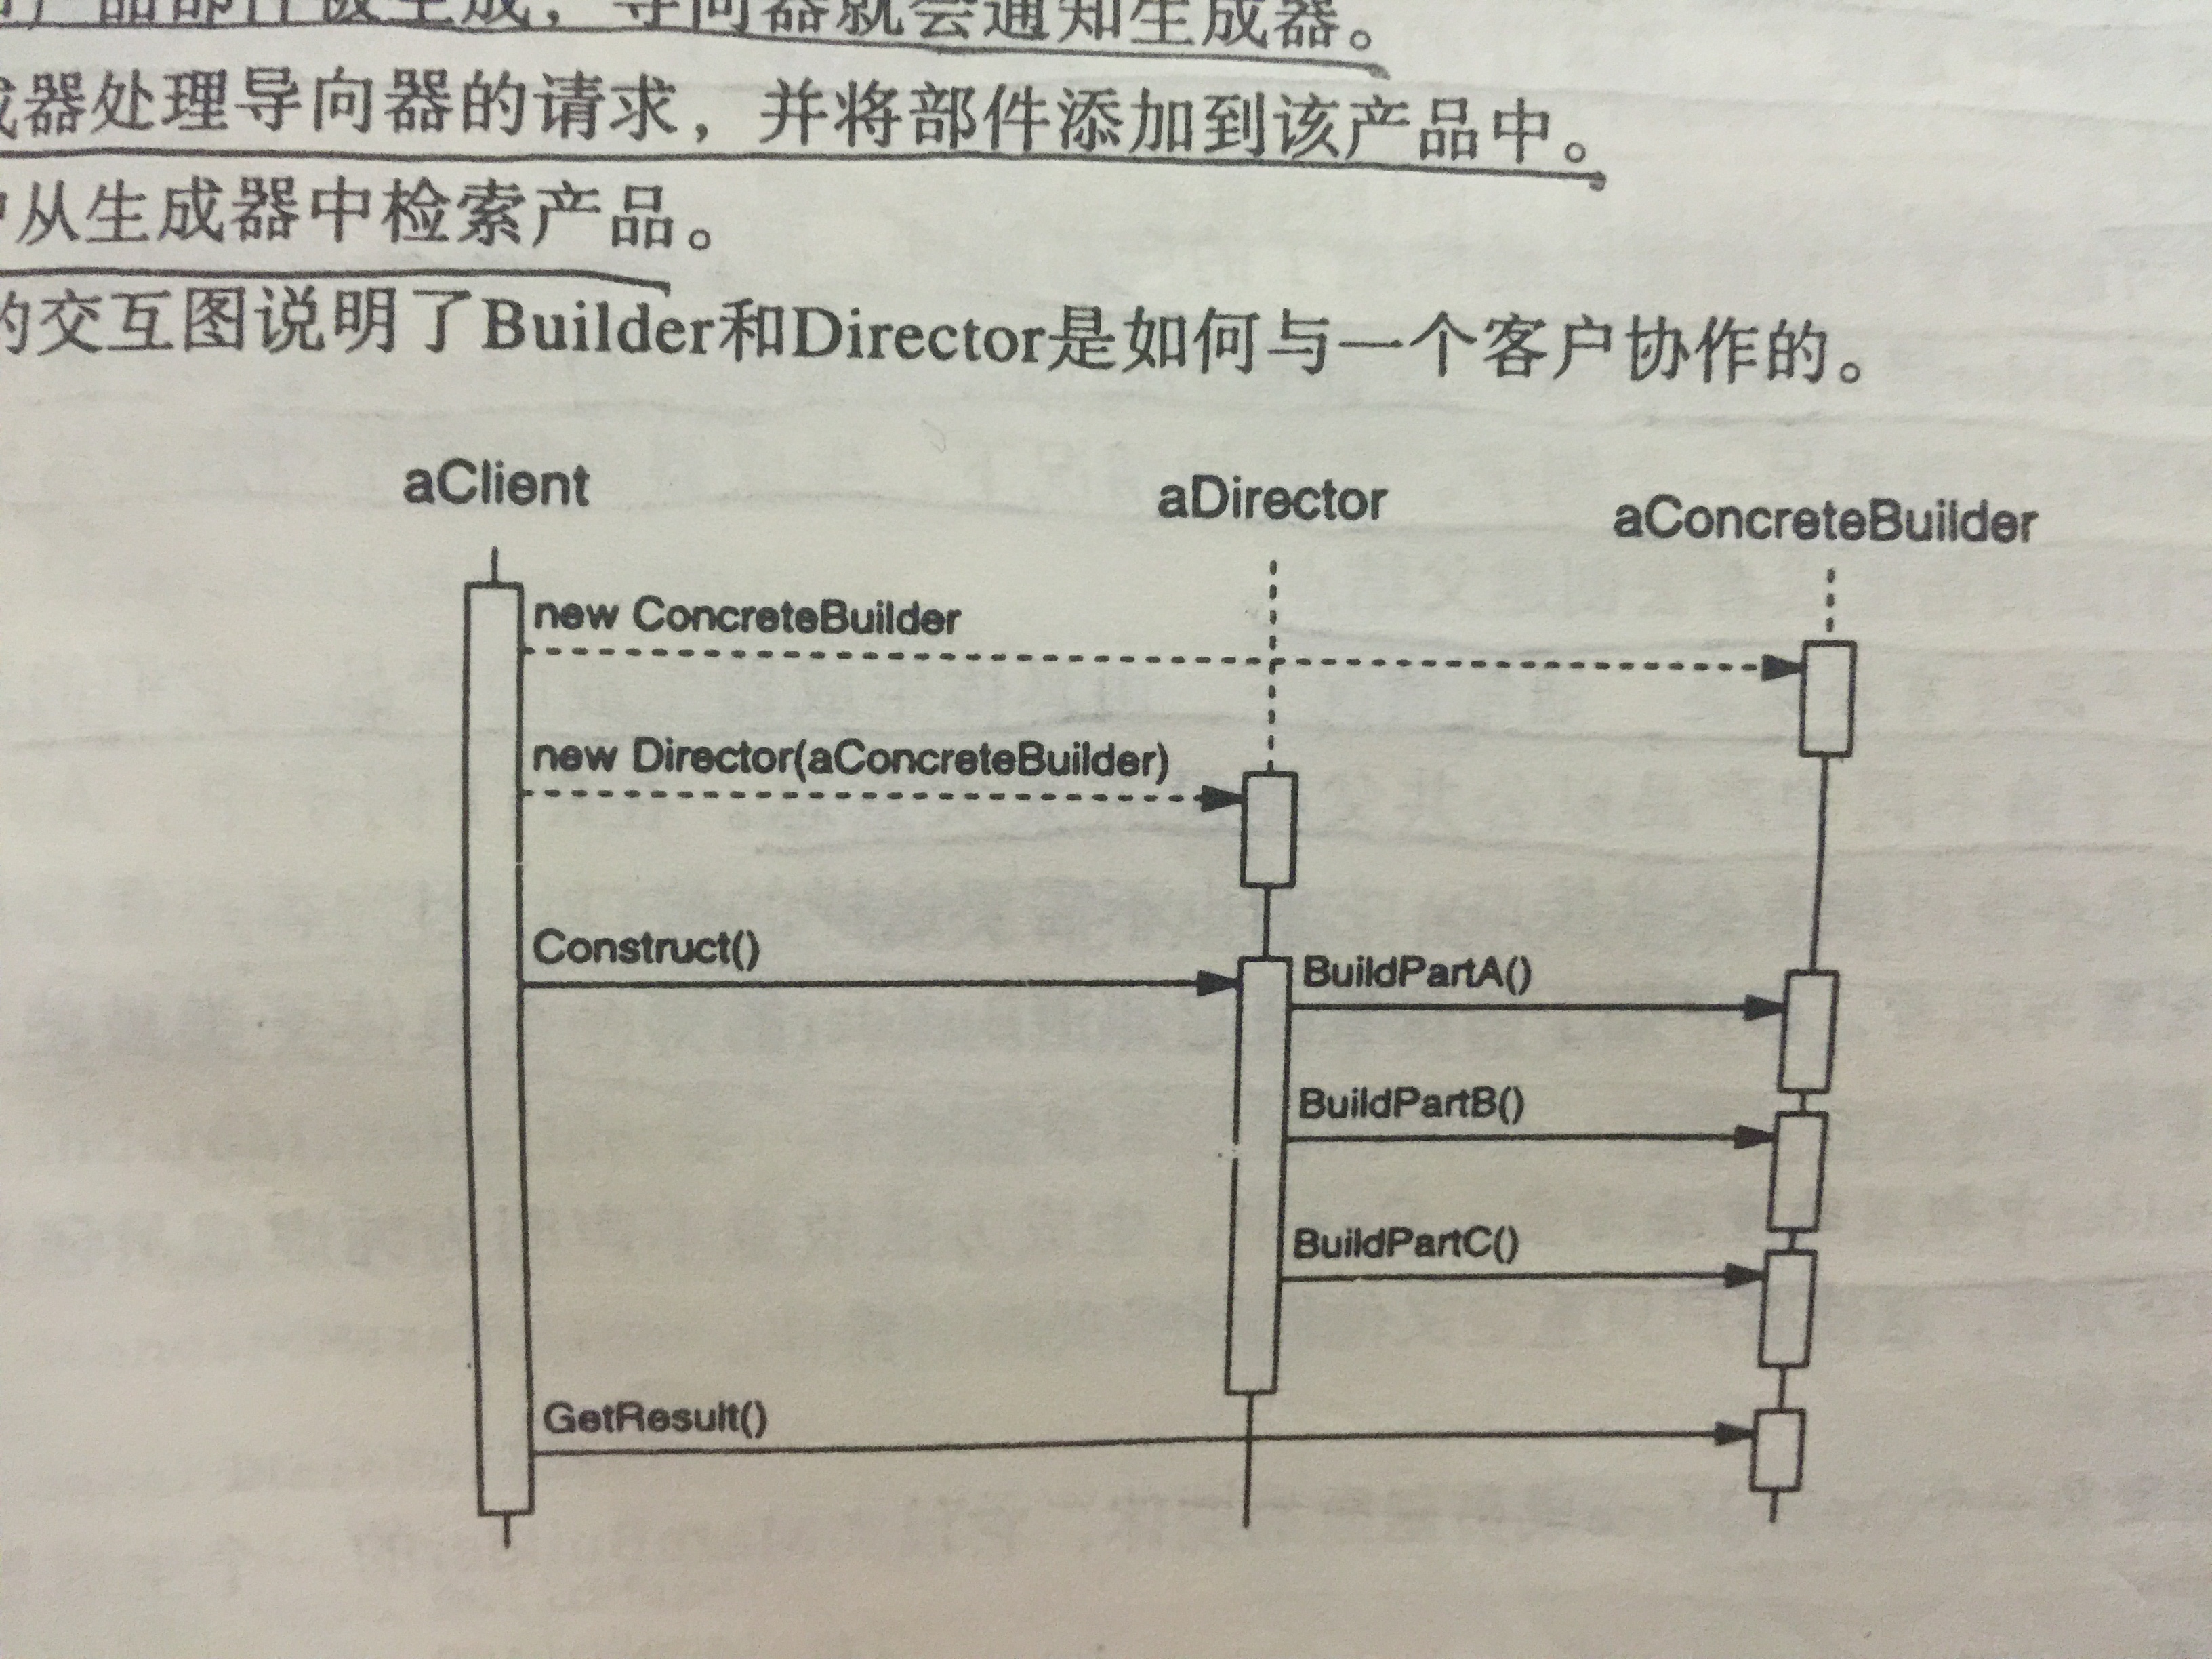 产品部件被生成，导向器就会通知生成器。
成器处理导向器的请求，并将部件添加到该产品中。
从生成器中检索产品。
的交互图说明了Builder和Director是如何与一个客户协作的。
aClient
aDirector
aConcreteBuilder
new ConcreteBuilder
new Director(aConcreteBuilder)
Construct()
BuildPartA()
BuildPartB()
BuildPartC()
GetResult()